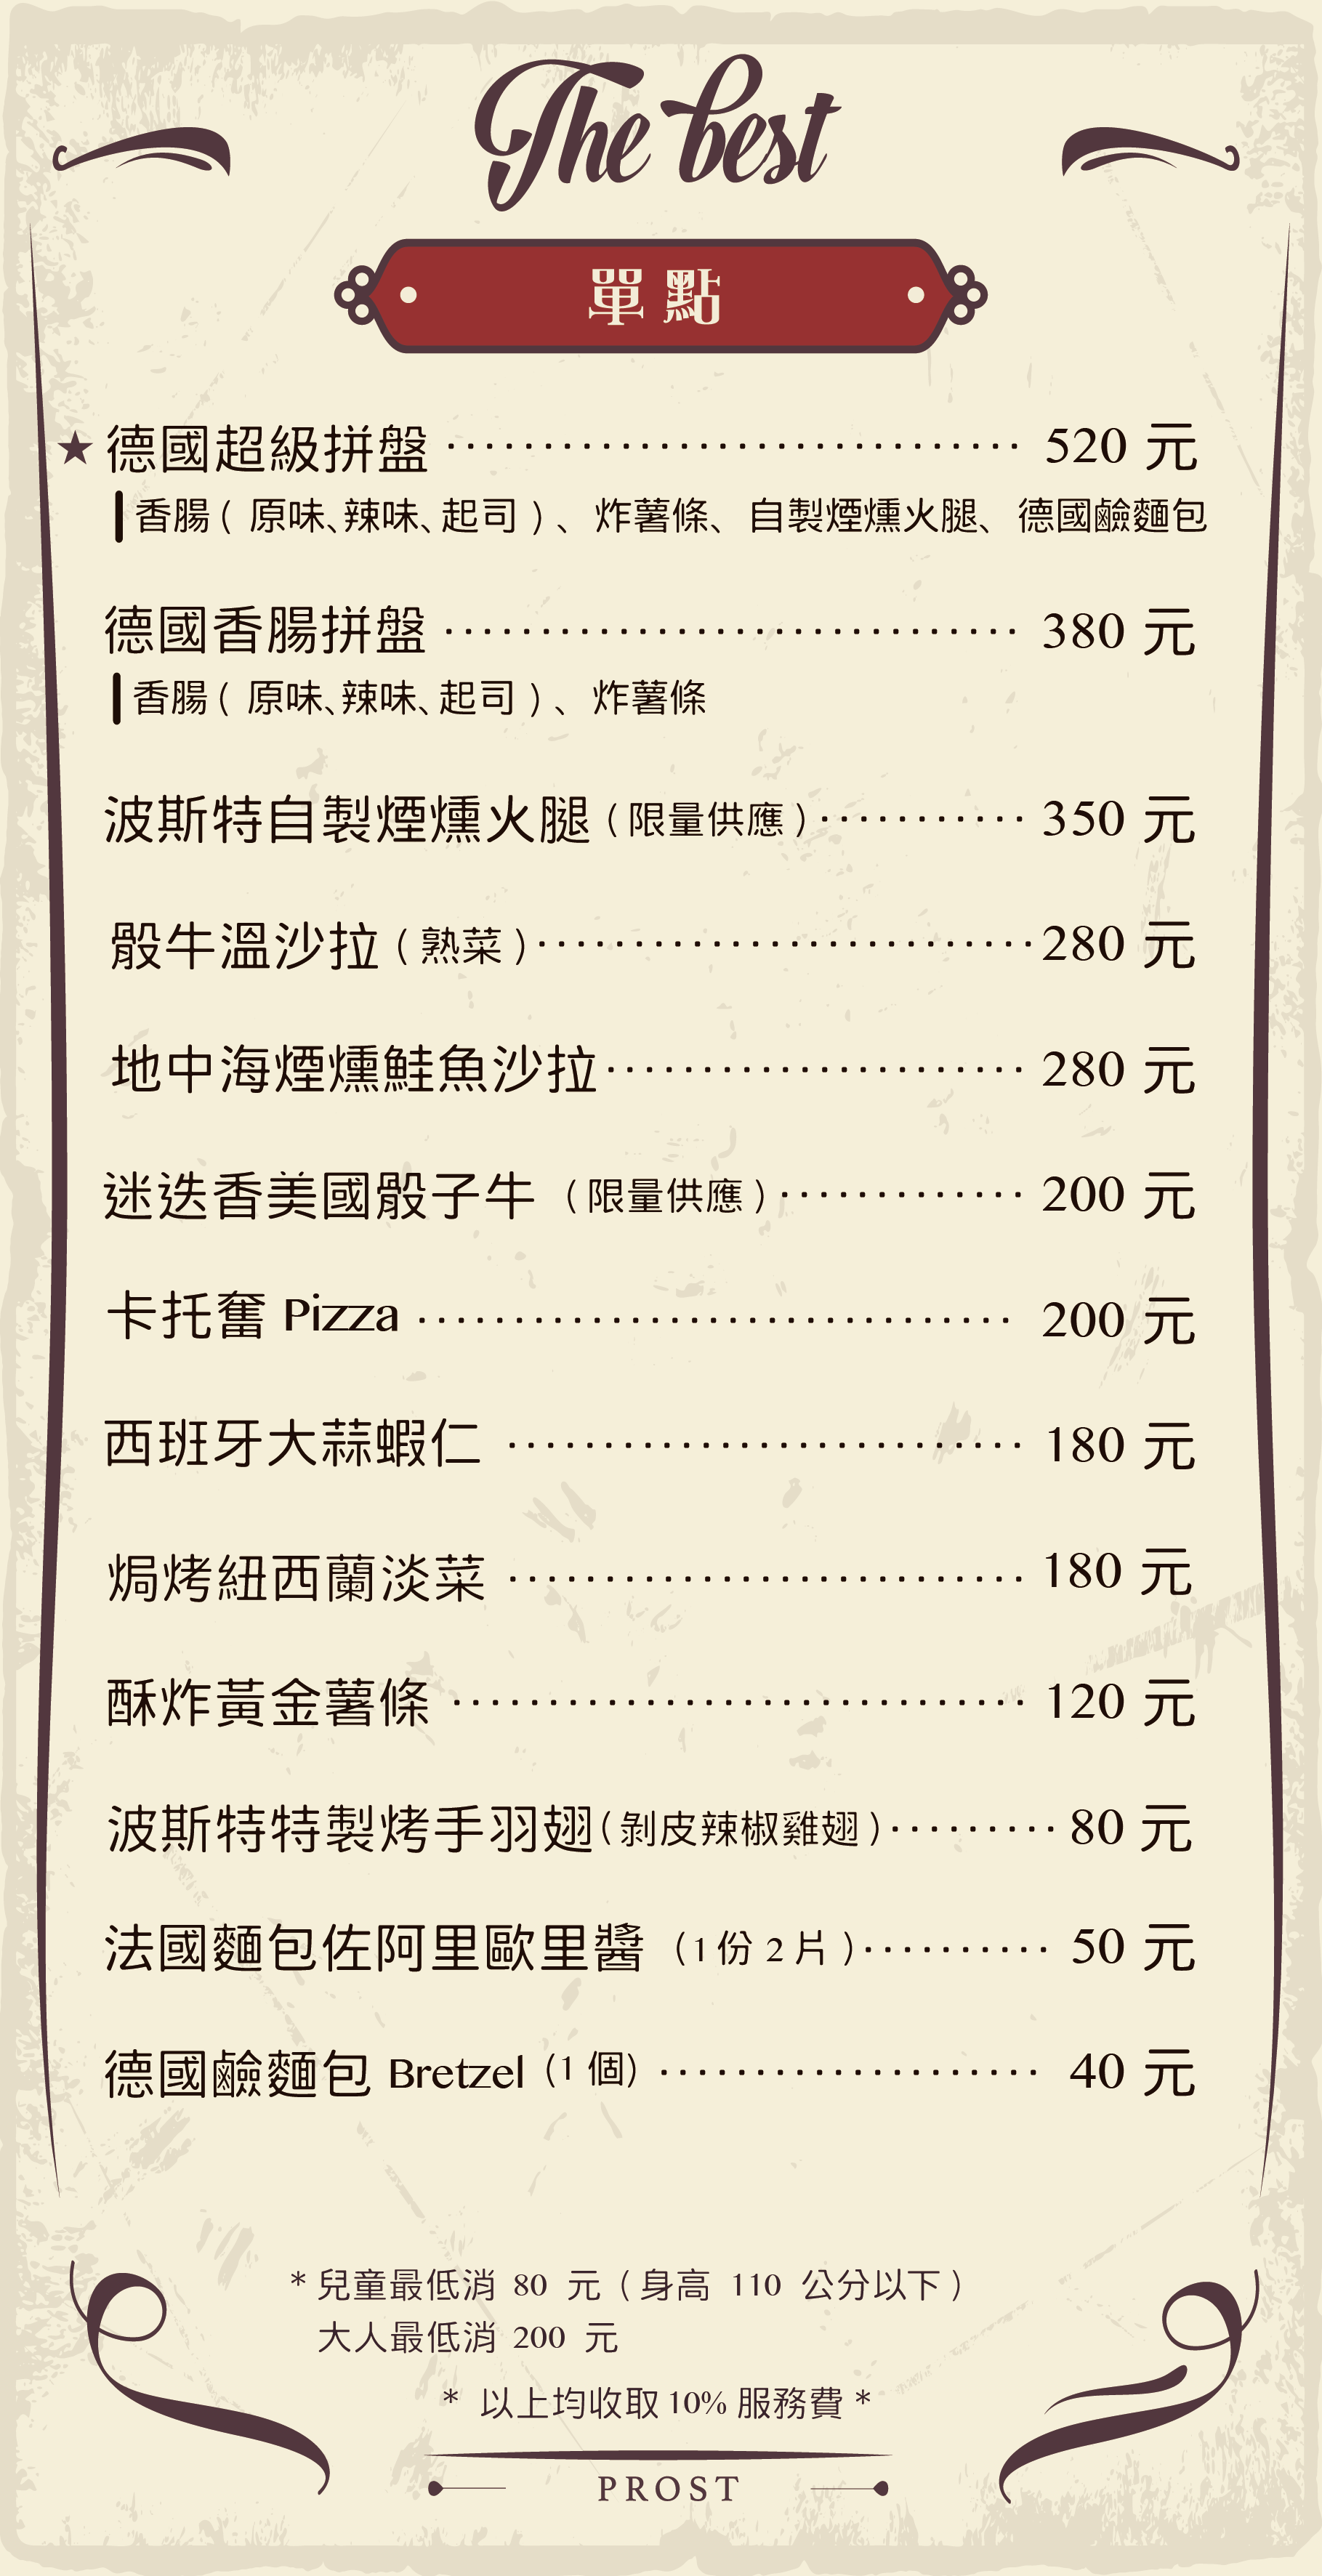 The best
單點
★ 德國超級拼盤 ······························ 520 元
香腸( 原味、辣味、起司 )、炸薯條、自製煙燻火腿、德國鹼麵包
德國香腸拼盤 ······························ 380 元
香腸( 原味、辣味、起司 )、炸薯條
波斯特自製煙燻火腿(限量供應)··········· 350 元
骰牛溫沙拉(熟菜)·························· 280 元
地中海煙燻鮭魚沙拉······················ 280 元
迷迭香美國骰子牛 (限量供應)············· 200 元
卡托奮 Pizza ······························· 200 元
西班牙大蒜蝦仁 ··························· 180 元
焗烤紐西蘭淡菜 ··························· 180 元
酥炸黃金薯條 ······························ 120 元
波斯特特製烤手羽翅(剝皮辣椒雞翅)········· 80 元
法國麵包佐阿里歐里醬 (1 份 2 片)·········· 50 元
德國鹼麵包 Bretzel (1 個) ···················· 40 元
* 兒童最低消 80 元(身高 110 公分以下)
大人最低消 200 元
* 以上均收取 10% 服務費 *
PROST